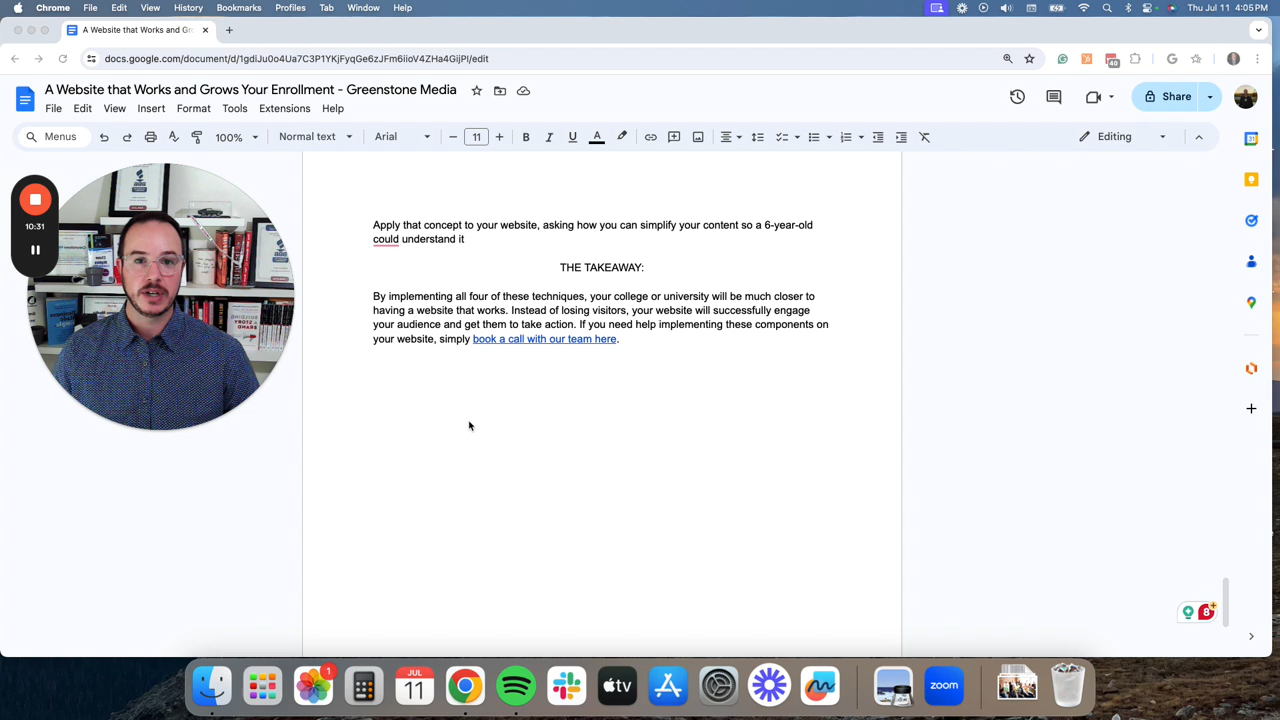 Chrome File Edit View History Bookmarks Profiles Tab Window Help Thu Jul 11 4:05 PM
A Website that Works and Gr
docs.google.com/document/d/1gdiJu0o4Ua7C3P1YKjFyqGe6zJFm6iioV4ZHa4GijPI/edit
40
A Website that Works and Grows Your Enrollment - Greenstone Media
File Edit View Insert Format Tools Extensions Help
Share
Menus 100% Normal text Arial 11 Editing
10:31
Apply that concept to your website, asking how you can simplify your content so a 6-year-old
could understand it
THE TAKEAWAY:
By implementing all four of these techniques, your college or university will be much closer to
having a website that works. Instead of losing visitors, your website will successfully engage
your audience and get them to take action. If you need help implementing these components on
your website, simply book a call with our team here.
8
1
JUL
11
tv
zoom